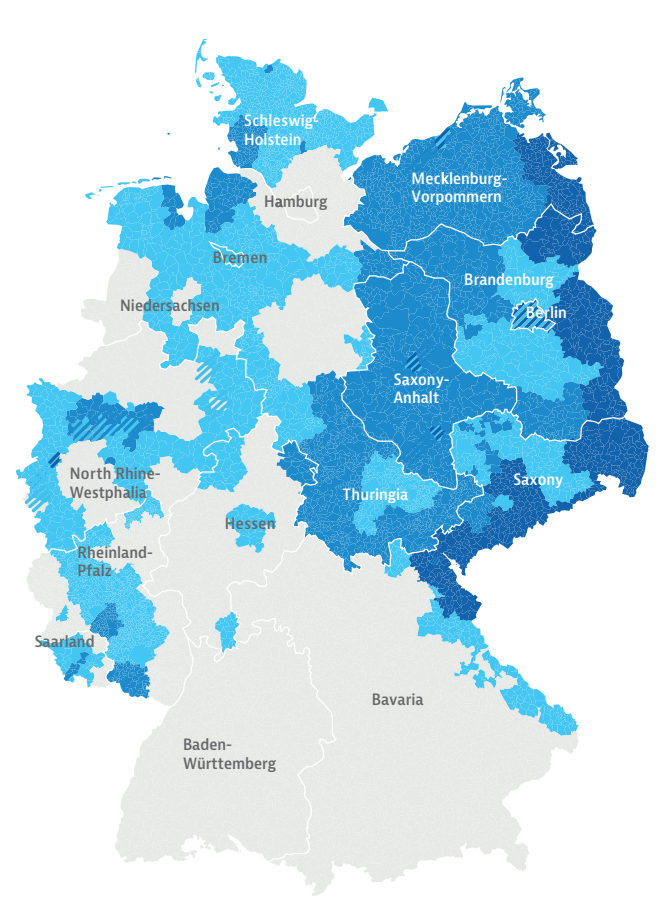 Schleswig-
Holstein
Mecklenburg-
Vorpommern
Hamburg
Bremen
Brandenburg
Niedersachsen
Berlin
Saxony-
Anhalt
North Rhine-
Westphalia
Saxony
Thuringia
Hessen
Rheinland-
Pfalz
Saarland
Bavaria
Baden-
Württemberg